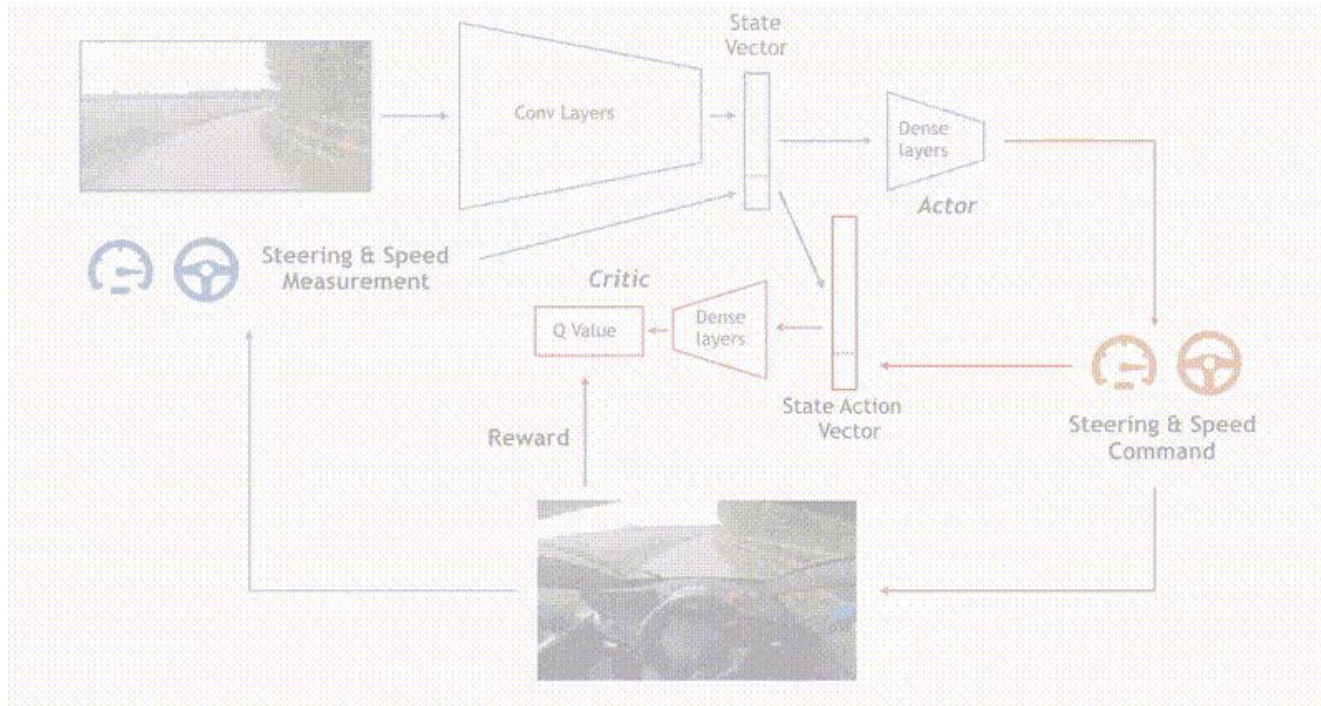 State
Vector
Conv Layers
Dense
layers
Actor
Steering & Speed
Measurement
Critic
Q Value
Dense
layers
State Action
Vector
Reward
Steering & Speed
Command